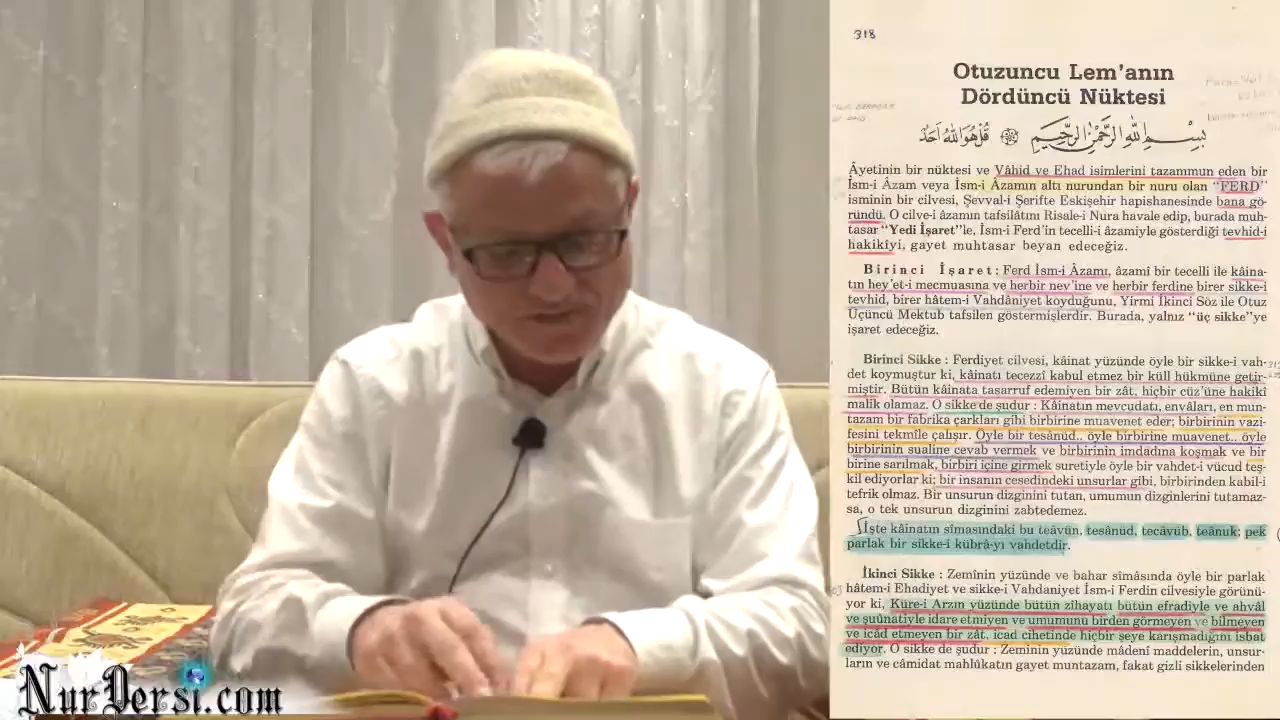 318
Otuzuncu Lem'anın
Dördüncü Nüktesi
بِسْمِ اللهِ الرَّحْمٰنِ الرَّحِيمِ قُلْ هُوَ اللهُ اَحَدٌ
Âyetinin bir nüktesi ve Vâhid ve Ehad isimlerini tazammun eden bir
İsm-i Âzam veya İsm-i Âzamın altı nurundan bir nuru olan "FERD"
isminin bir cilvesi, Şevval-i Şerifte Eskişehir hapishanesinde bana gö-
ründü. O cilve-i âzamın tafsilâtını Risale-i Nura havale edip, burada muh-
tasar "Yedi İşaret"le, İsm-i Ferd'in tecelli-i âzamiyle gösterdiği tevhid-i
hakikîyi, gayet muhtasar beyan edeceğiz.
Birinci İşaret: Ferd İsm-i Âzamı, âzamî bir tecelli ile kâina-
tın hey'et-i mecmuasına ve herbir nev'ine ve herbir ferdine birer sikke-i
tevhid, birer hâtem-i Vahdâniyet koyduğunu, Yirmi İkinci Söz ile Otuz
Üçüncü Mektub tafsilen göstermişlerdir. Burada, yalnız "üç sikke"ye
işaret edeceğiz.
Birinci Sikke : Ferdiyet cilvesi, kâinat yüzünde öyle bir sikke-i vah-
det koymuştur ki, kâinatı tecezzî kabul etmez bir küll hükmüne getir-
miştir. Bütün kâinata tasarruf edemiyen bir zât, hiçbir cüz'üne hakikî
malik olamaz. O sikke de şudur : Kâinatın mevcudatı, envâları, en mun-
tazam bir fabrika çarkları gibi birbirine muavenet eder; birbirinin vazi-
fesini tekmîle çalışır. Öyle bir tesânüd.. öyle birbirine muavenet.. öyle
birbirinin sualine cevab vermek ve birbirinin imdadına koşmak ve bir
birine sarılmak, birbiri içine girmek suretiyle öyle bir vahdet-i vücud teş-
kil ediyorlar ki; bir insanın cesedindeki unsurlar gibi, birbirinden kabil-i
tefrik olmaz. Bir unsurun dizginini tutan, umumun dizginlerini tutamaz-
sa, o tek unsurun dizginini zabtedemez.
İşte kâinatın sîmasındaki bu teâvün, tesânüd, tecâvüb, teânuk; pek
parlak bir sikke-i kübrâ-yı vahdetdir.
İkinci Sikke : Zemînin yüzünde ve bahar sîmâsında öyle bir parlak
hâtem-i Ehadiyet ve sikke-i Vahdaniyet İsm-i Ferdin cilvesiyle görünü-
yor ki, Küre-i Arzın yüzünde bütün zîhayatı bütün efradiyle ve ahvâl
ve şuûnatiyle idare etmiyen ve umumunu birden görmeyen ve bilmeyen
ve icâd etmeyen bir zât, icad cihetinde hiçbir şeye karışmadığını isbat
ediyor. O sikke de şudur : Zeminin yüzünde mâdenî maddelerin, unsur-
ların ve câmidat mahlûkatın gayet muntazam, fakat gizli sikkelerinden
NurDersi.com